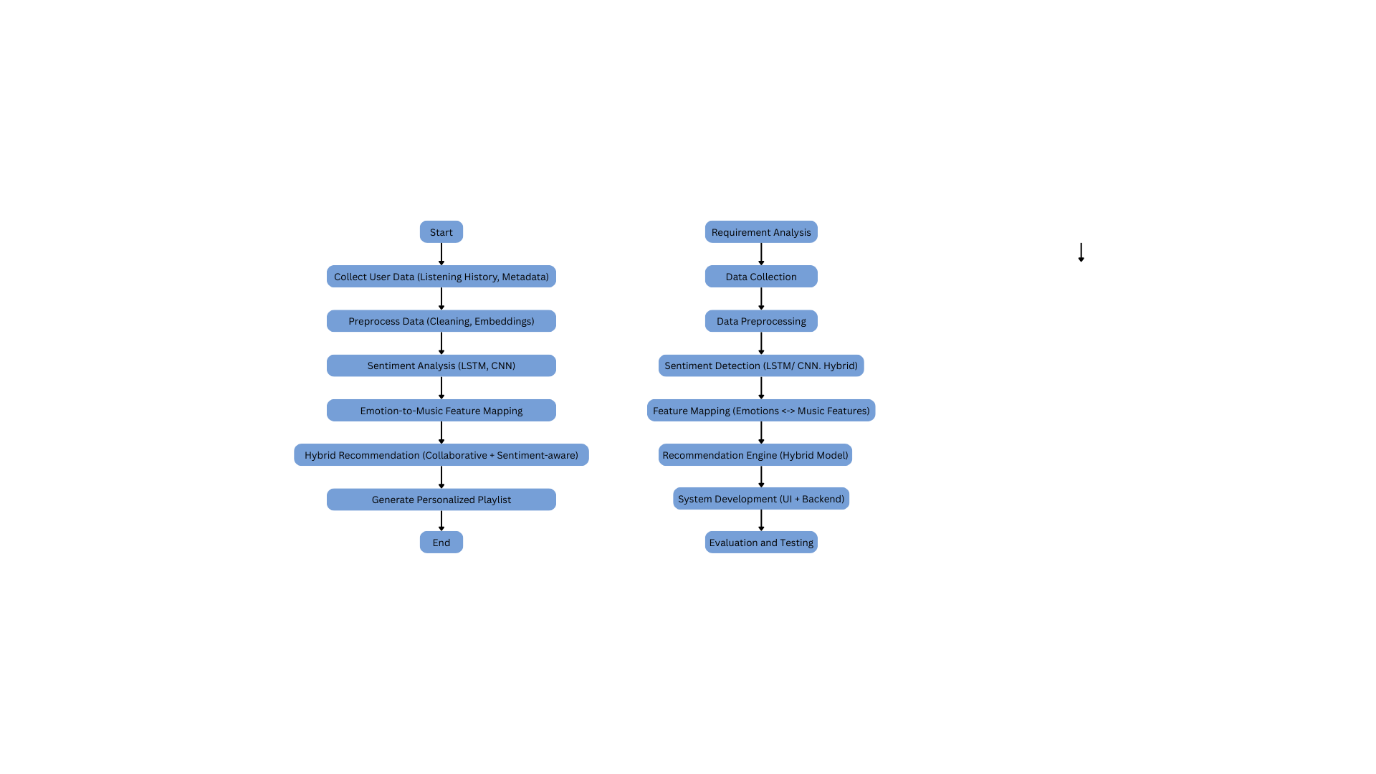 Start
Collect User Data (Listening History, Metadata)
Preprocess Data (Cleaning, Embeddings)
Sentiment Analysis (LSTM, CNN)
Emotion-to-Music Feature Mapping
Hybrid Recommendation (Collaborative + Sentiment-aware)
Generate Personalized Playlist
End
Requirement Analysis
Data Collection
Data Preprocessing
Sentiment Detection (LSTM/ CNN. Hybrid)
Feature Mapping (Emotions <-> Music Features)
Recommendation Engine (Hybrid Model)
System Development (UI + Backend)
Evaluation and Testing